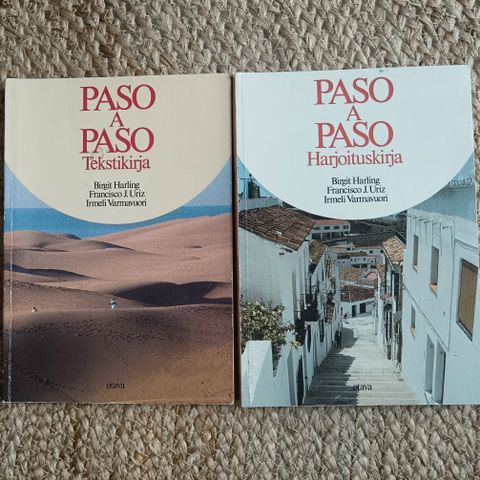 PASO
A
PASO
Tekstikirja
Birgit Harling
Francisco J. Uriz
Irmeli Varmavuori
otava
PASO
A
PASO
Harjoituskirja
Birgit Harling
Francisco J. Uriz
Irmeli Varmavuori
otava